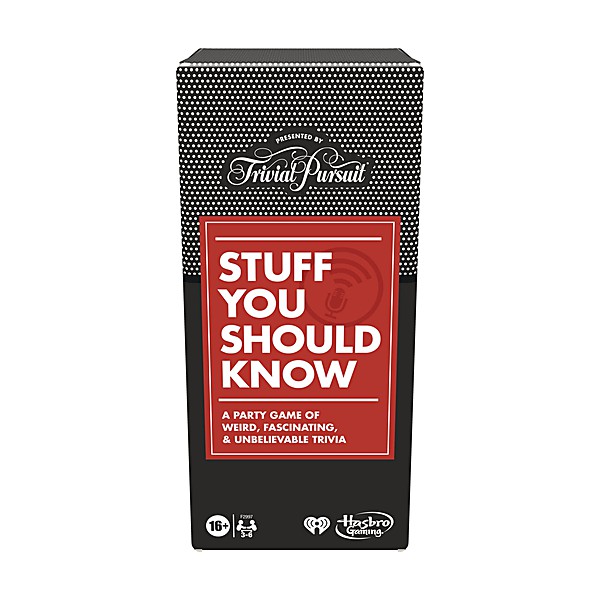 PRESENTED BY
Trivial Pursuit
STUFF
YOU
SHOULD
KNOW
A PARTY GAME OF
WEIRD, FASCINATING,
& UNBELIEVABLE TRIVIA
16+
F2997
3-6
Hasbro
Gaming